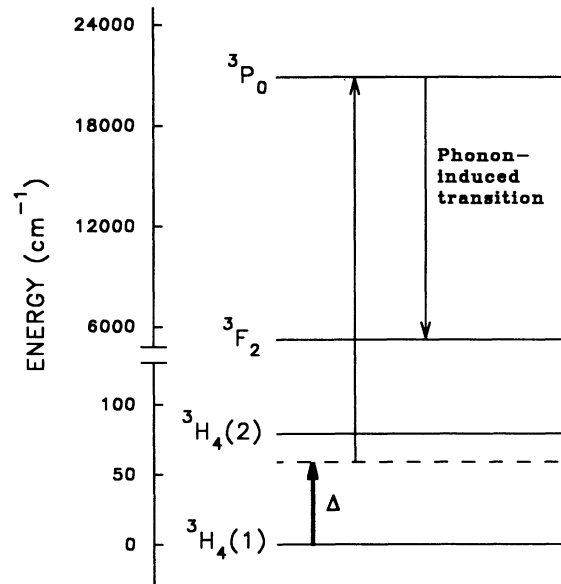 24000
³P₀
18000
Phonon-
induced
transition
12000
ENERGY (cm⁻¹)
6000
³F₂
100
³H₄(2)
50
Δ
³H₄(1)
0